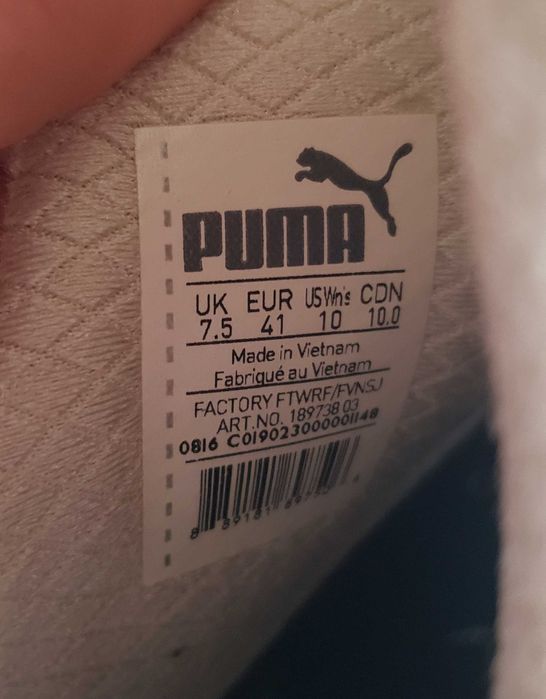 PUMA
UK EUR US Wn's CDN
7.5 41 10 10.0
Made in Vietnam
Fabriqué au Vietnam
FACTORY FTWRF/FVNSJ
ART.NO. 189738 03
0816 C019023000001148